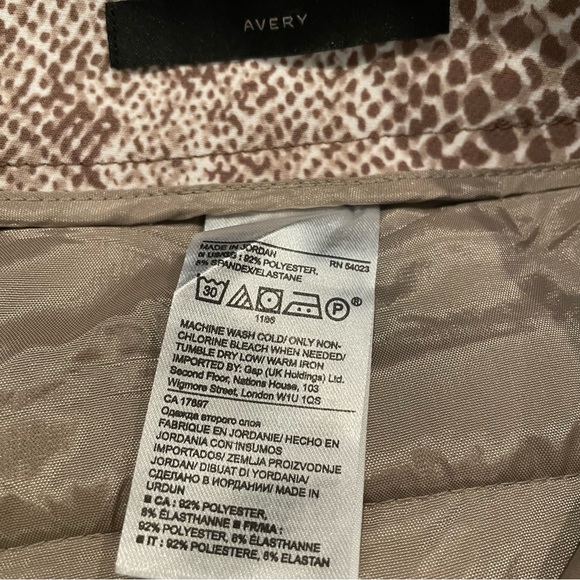 AVERY
MADE IN JORDAN
RN 54023
US/CG : 92% POLYESTER,
8% SPANDEX/ELASTANE
30
P
1186
MACHINE WASH COLD/ ONLY NON-
CHLORINE BLEACH WHEN NEEDED/
TUMBLE DRY LOW/ WARM IRON
IMPORTED BY: Gap (UK Holdings) Ltd.
Second Floor, Nations House, 103
Wigmore Street, London W1U 1QS
CA 17897
Одежда второго слоя
FABRIQUE EN JORDANIE/ HECHO EN
JORDANIA CON INSUMOS
IMPORTADOS/ ZEMLJA PROIZVODNJE
JORDAN/ DIBUAT DI YORDANIA/
СДЕЛАНО В ИОРДАНИИ/ MADE IN
URDUN
■ CA : 92% POLYESTER,
8% ÉLASTHANNE ■ FR/MA :
92% POLYESTER, 8% ÉLASTHANNE
■ IT : 92% POLIESTERE, 8% ELASTAN